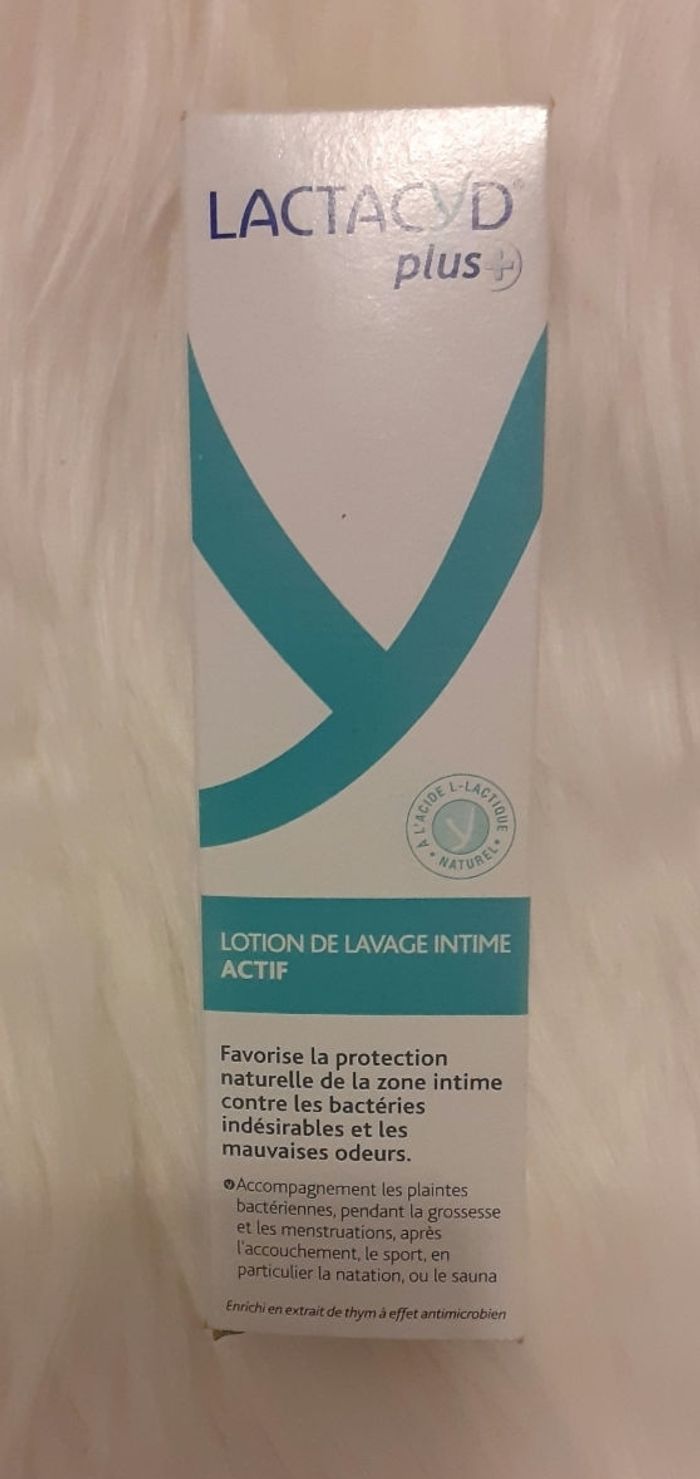 LACTACYD®
plus+
A L'ACIDE L-LACTIQUE
• NATUREL •
y
LOTION DE LAVAGE INTIME
ACTIF
Favorise la protection
naturelle de la zone intime
contre les bactéries
indésirables et les
mauvaises odeurs.
Accompagnement les plaintes
bactériennes, pendant la grossesse
et les menstruations, après
l'accouchement, le sport, en
particulier la natation, ou le sauna
Enrichi en extrait de thym à effet antimicrobien